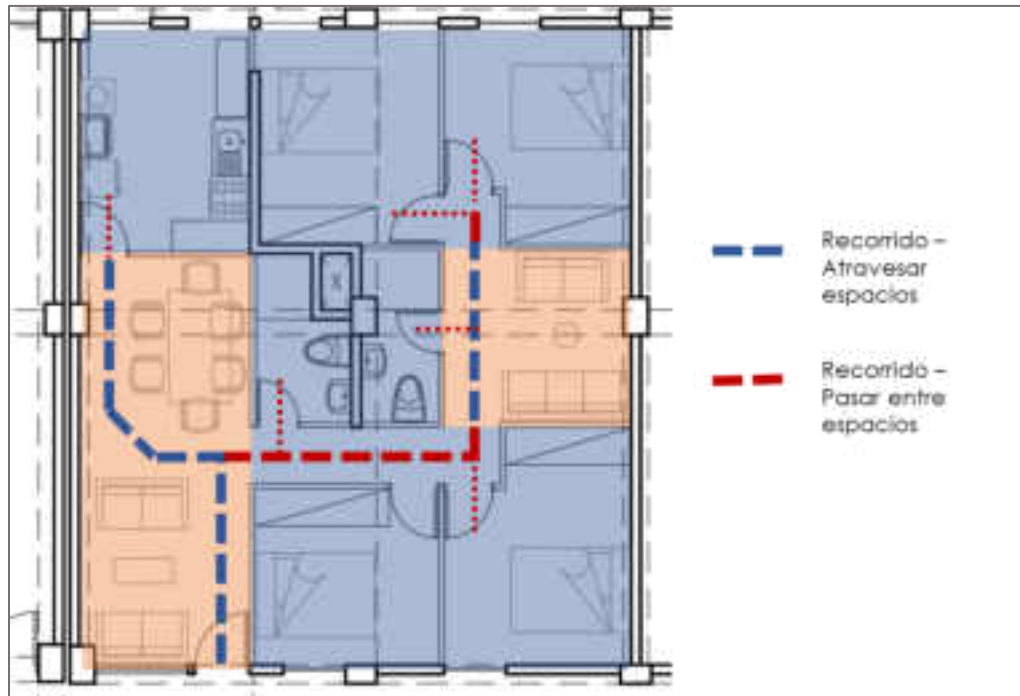 Recorrido –
Atravesar
espacios
Recorrido –
Pasar entre
espacios